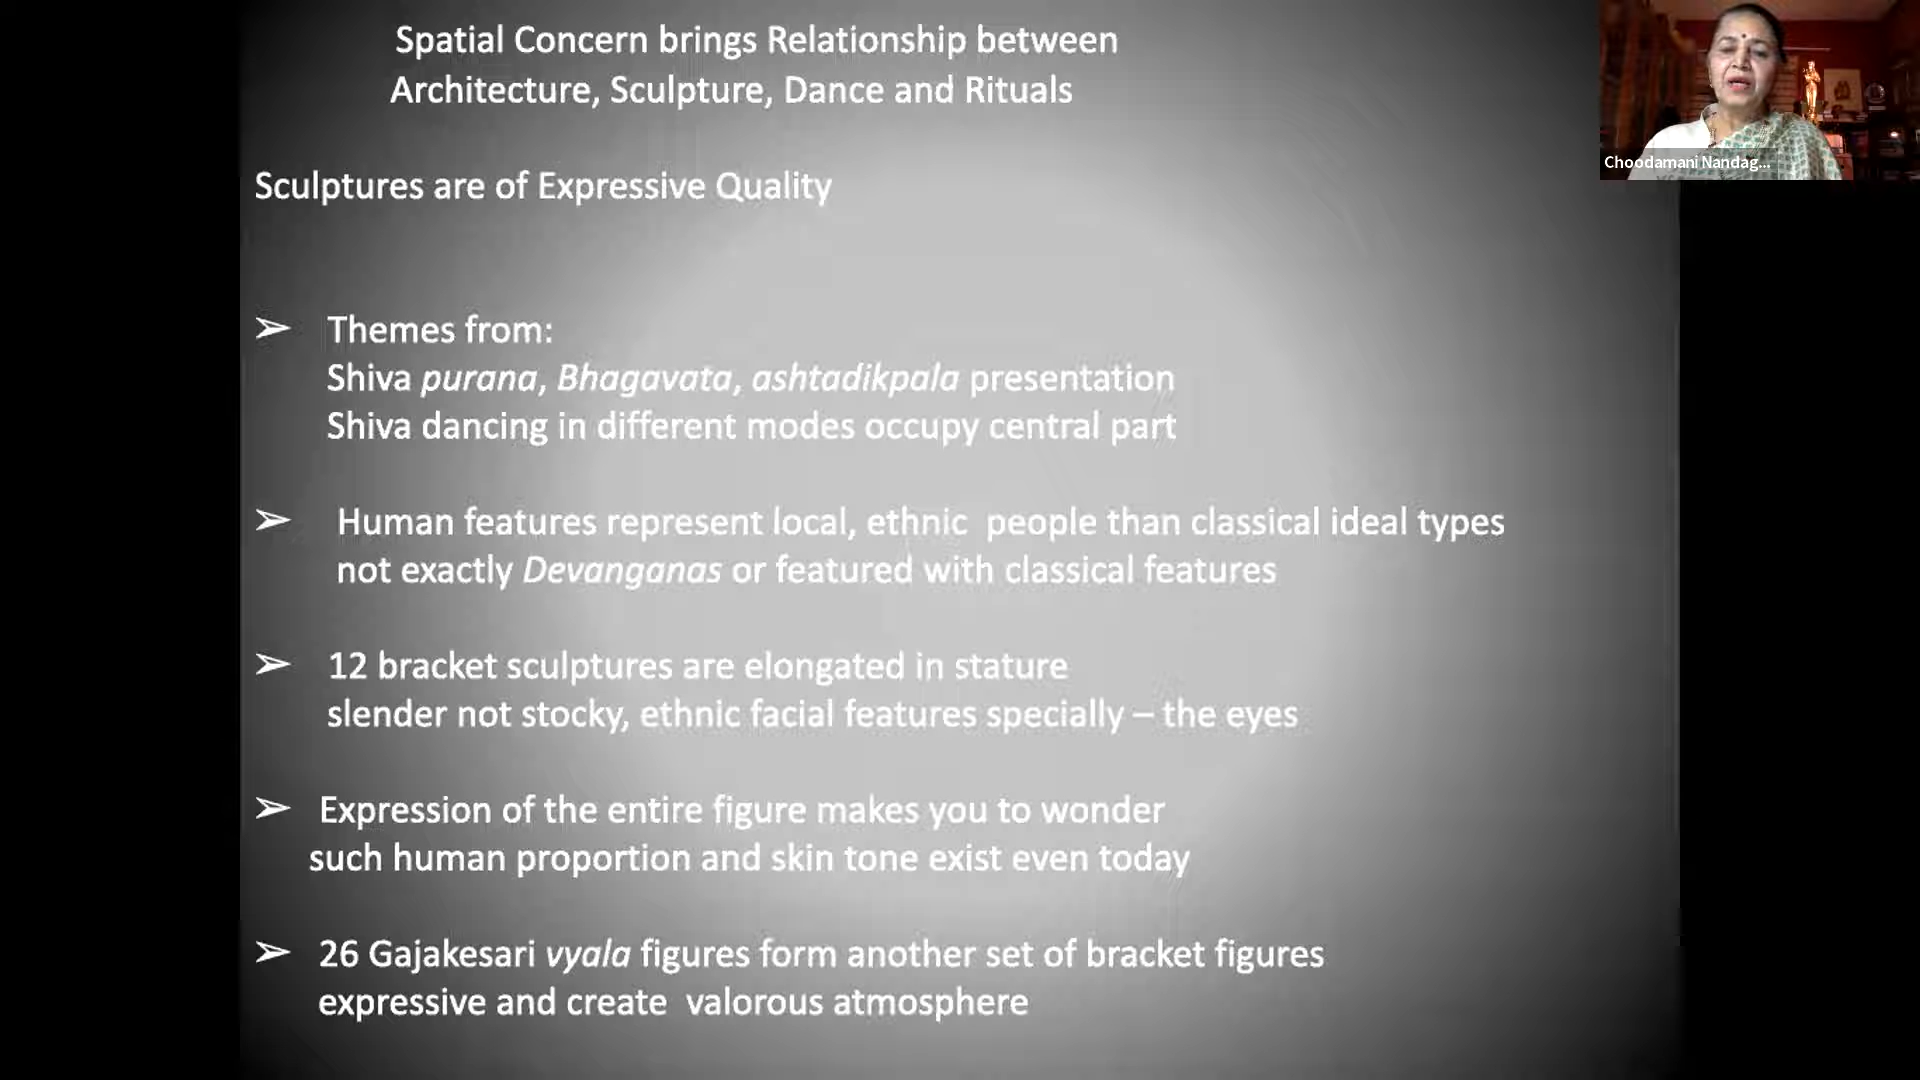 Spatial Concern brings Relationship between
Architecture, Sculpture, Dance and Rituals
Choodamani Nandag...
Sculptures are of Expressive Quality
➢ Themes from:
Shiva purana, Bhagavata, ashtadikpala presentation
Shiva dancing in different modes occupy central part
➢ Human features represent local, ethnic people than classical ideal types
not exactly Devanganas or featured with classical features
➢ 12 bracket sculptures are elongated in stature
slender not stocky, ethnic facial features specially – the eyes
➢ Expression of the entire figure makes you to wonder
such human proportion and skin tone exist even today
➢ 26 Gajakesari vyala figures form another set of bracket figures
expressive and create valorous atmosphere